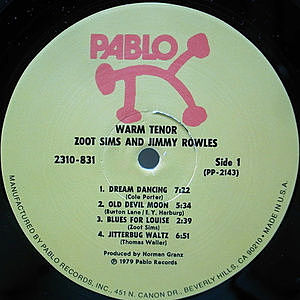 PABLO
WARM TENOR
ZOOT SIMS AND JIMMY ROWLES
2310-831
Side 1
(PP-2143)
1. DREAM DANCING 7:22
(Cole Porter)
2. OLD DEVIL MOON 5:34
(Burton Lane/E.Y. Harburg)
3. BLUES FOR LOUISE 2:39
(Zoot Sims)
4. JITTERBUG WALTZ 6:51
(Thomas Waller)
Produced by Norman Granz
℗ 1979 Pablo Records
MANUFACTURED BY PABLO RECORDS, INC., 451 N. CANON DR., BEVERLY HILLS, CA 90210 • MADE IN U.S.A.